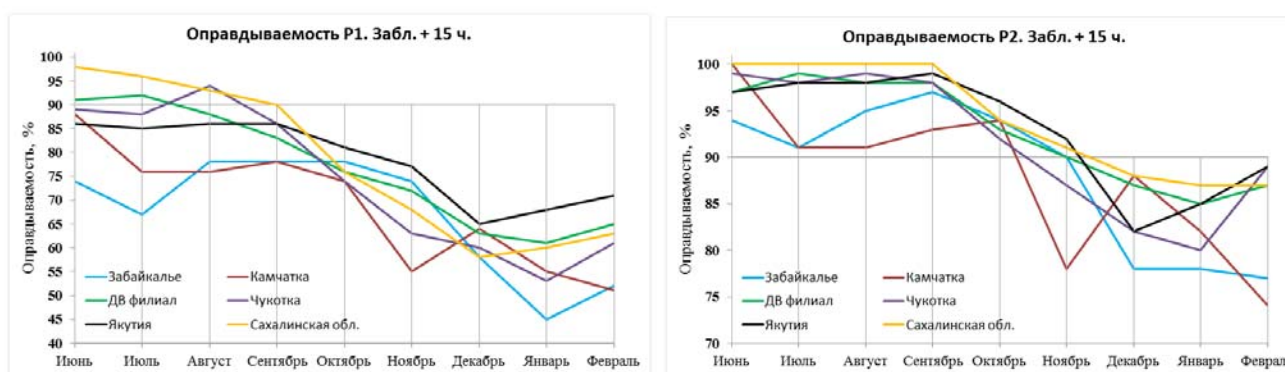 Оправдываемость Р1. Забл. + 15 ч.
Оправдываемость, %
100
95
90
85
80
75
70
65
60
55
50
45
40
Забайкалье
Камчатка
ДВ филиал
Чукотка
Якутия
Сахалинская обл.
Июнь Июль Август Сентябрь Октябрь Ноябрь Декабрь Январь Февраль
Оправдываемость Р2. Забл. + 15 ч.
Оправдываемость, %
100
95
90
85
80
75
70
Забайкалье
Камчатка
ДВ филиал
Чукотка
Якутия
Сахалинская обл.
Июнь Июль Август Сентябрь Октябрь Ноябрь Декабрь Январь Февраль